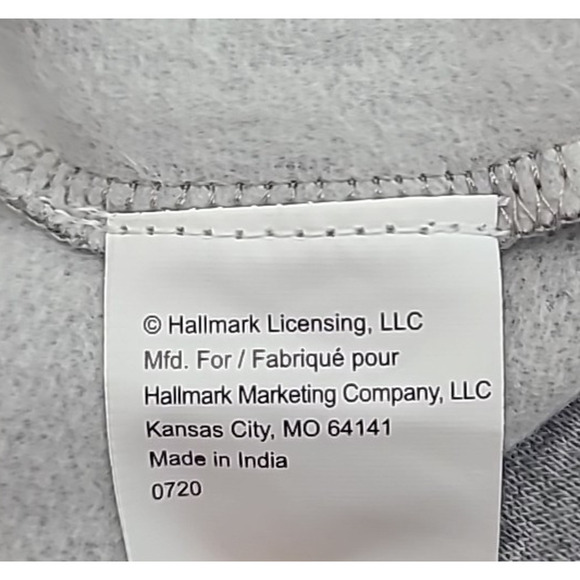 © Hallmark Licensing, LLC
Mfd. For / Fabriqué pour
Hallmark Marketing Company, LLC
Kansas City, MO 64141
Made in India
0720